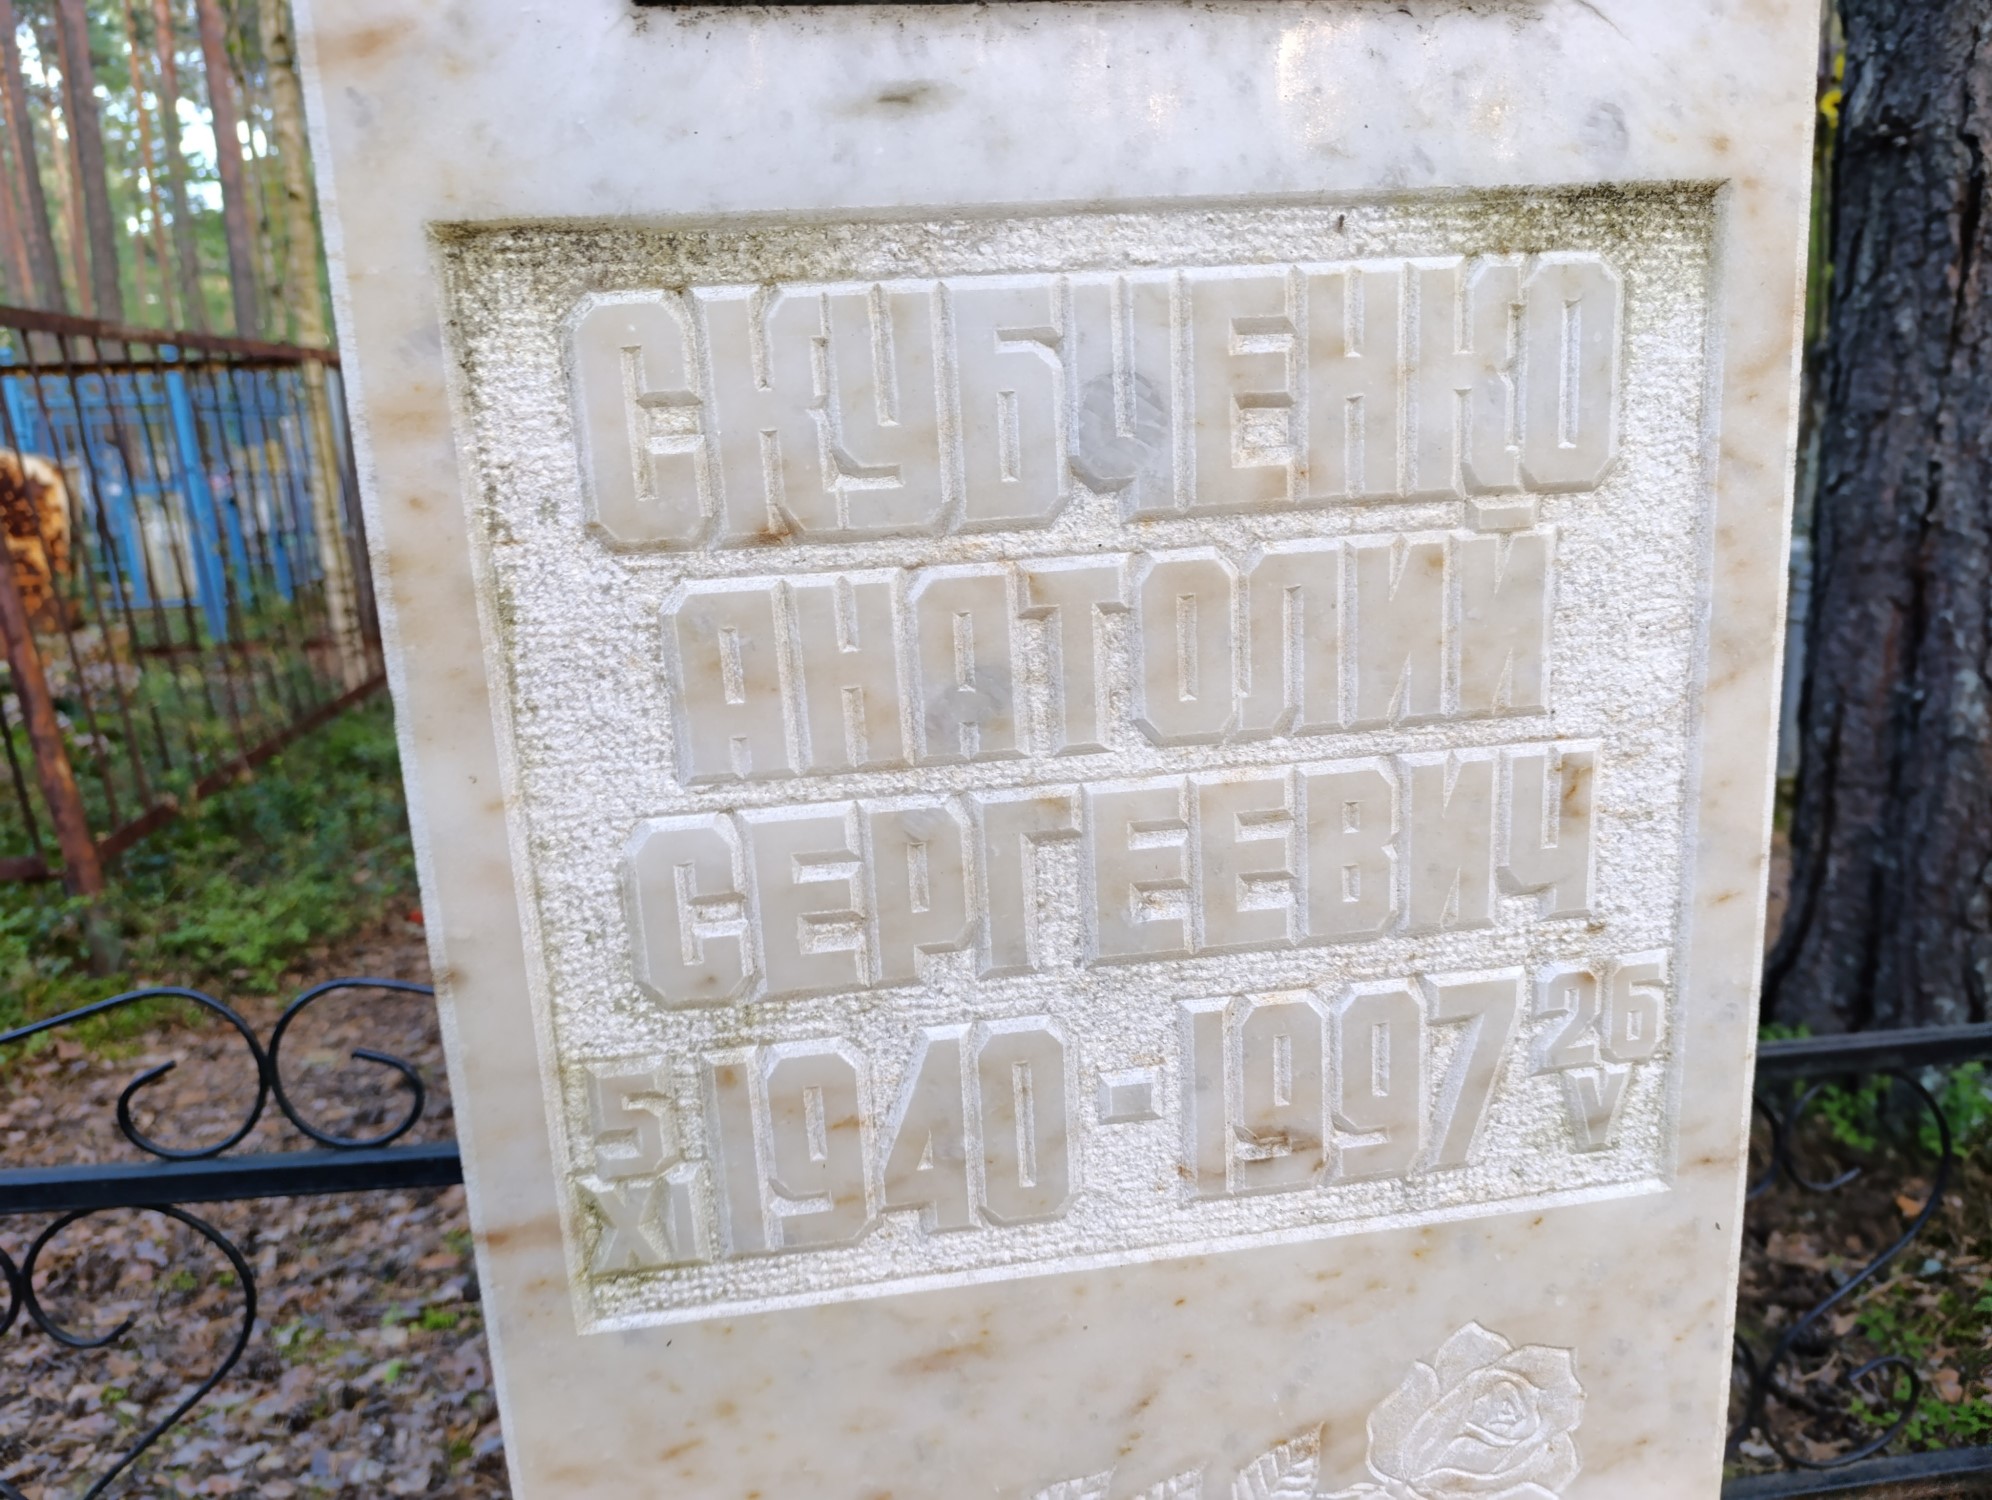 СКУБЧЕНКО
АНАТОЛИЙ
СЕРГЕЕВИЧ
5 XI 1940-1997 26 V